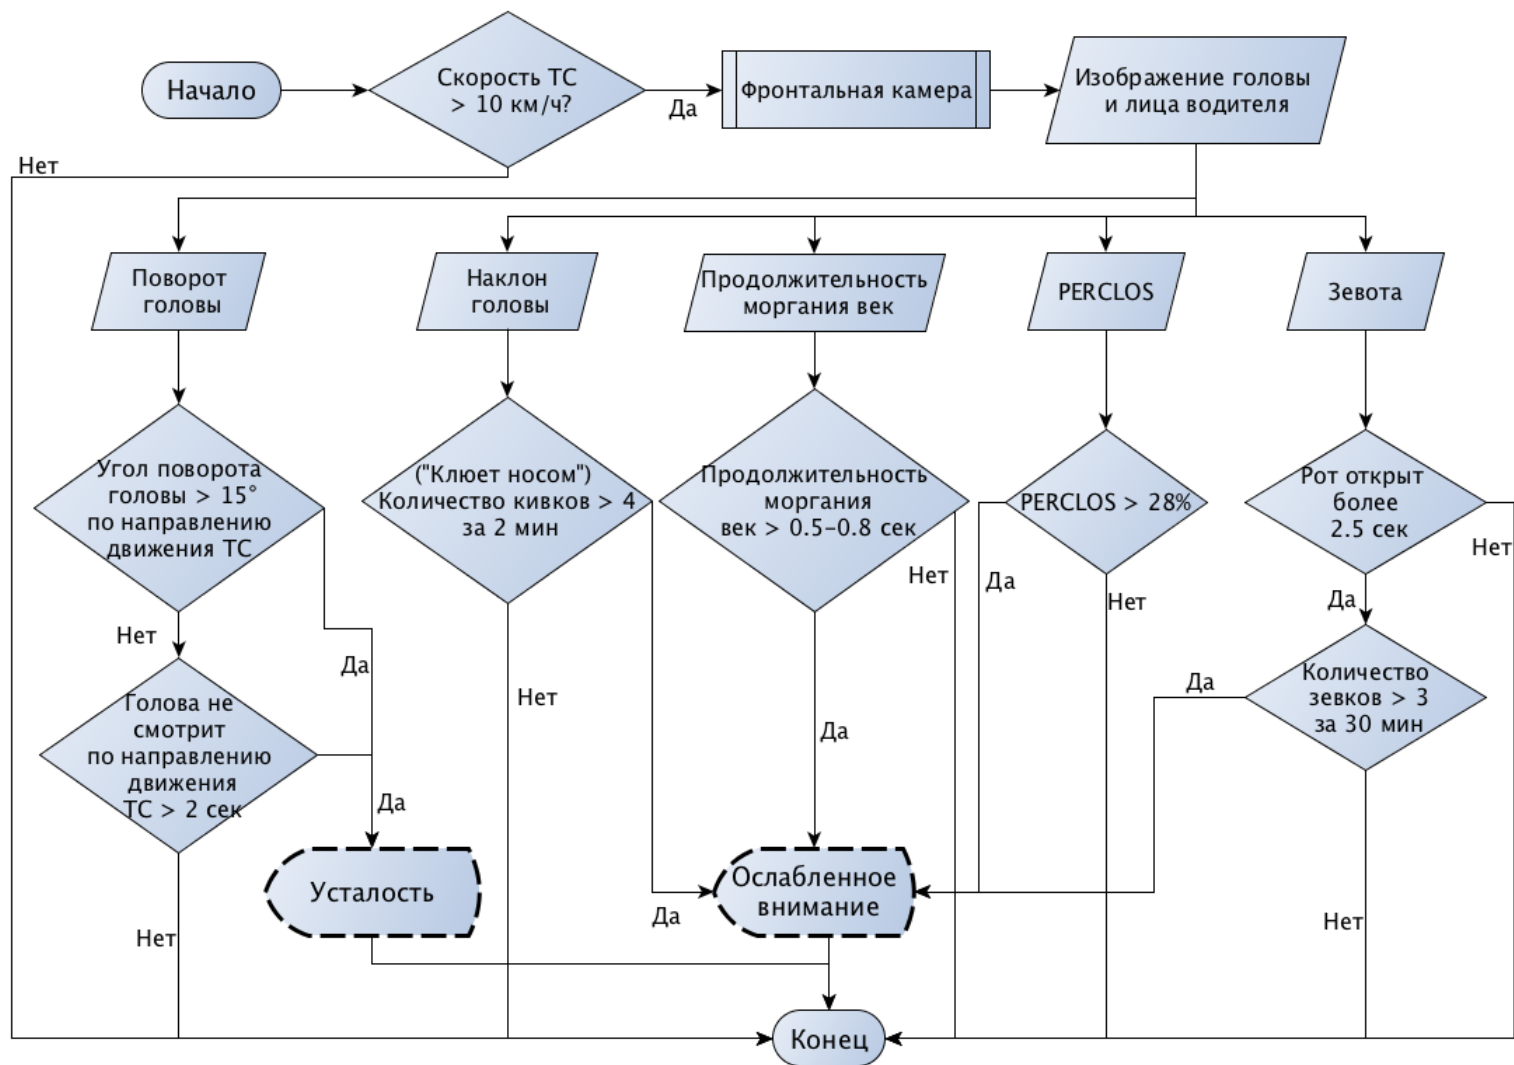 Начало
Скорость ТС
> 10 км/ч?
Да
Фронтальная камера
Изображение головы
и лица водителя
Нет
Поворот
головы
Наклон
головы
Продолжительность
моргания век
PERCLOS
Зевота
Угол поворота
головы > 15°
по направлению
движения ТС
("Клюет носом")
Количество кивков > 4
за 2 мин
Продолжительность
моргания
век > 0.5–0.8 сек
PERCLOS > 28%
Рот открыт
более
2.5 сек
Нет
Нет
Да
Нет
Да
Нет
Да
Голова не
смотрит
по направлению
движения
ТС > 2 сек
Нет
Да
Да
Количество
зевков > 3
за 30 мин
Да
Усталость
Ослабленное
внимание
Да
Нет
Нет
Конец